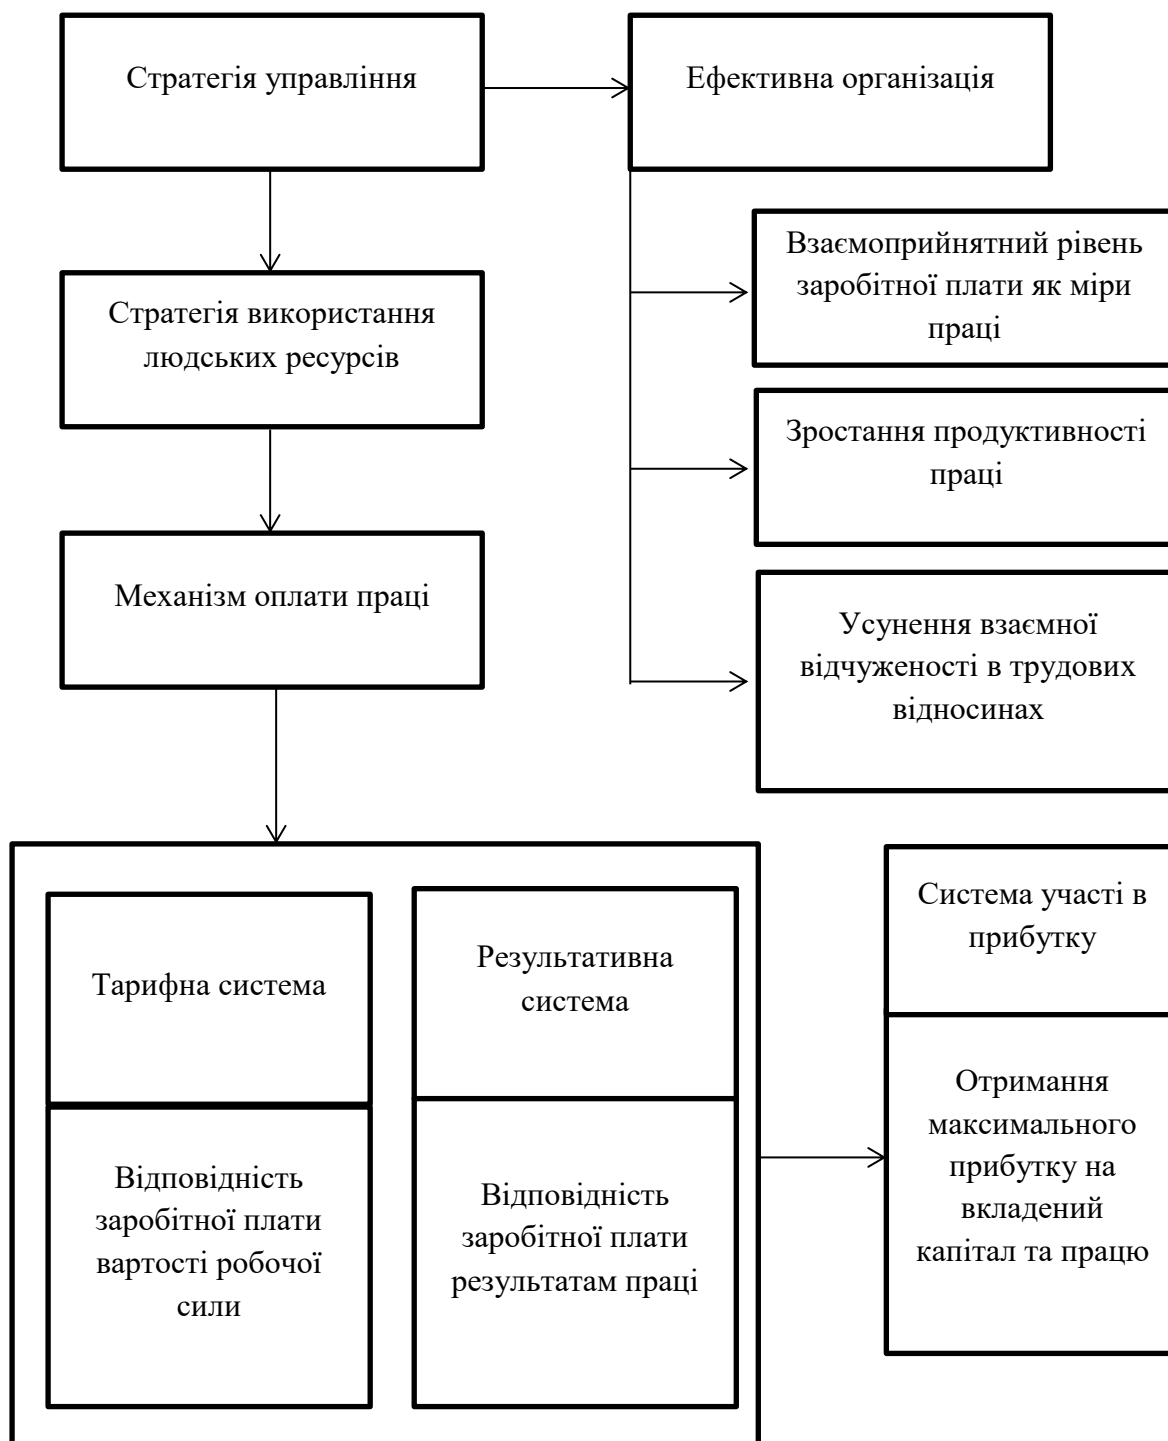 Стратегія управління
Ефективна організація
Взаємоприйнятний рівень
заробітної плати як міри
праці
Стратегія використання
людських ресурсів
Зростання продуктивності
праці
Механізм оплати праці
Усунення взаємної
відчуженості в трудових
відносинах
Тарифна система
Результативна
система
Система участі в
прибутку
Відповідність
заробітної плати
вартості робочої
сили
Відповідність
заробітної плати
результатам праці
Отримання
максимального
прибутку на
вкладений
капітал та працю